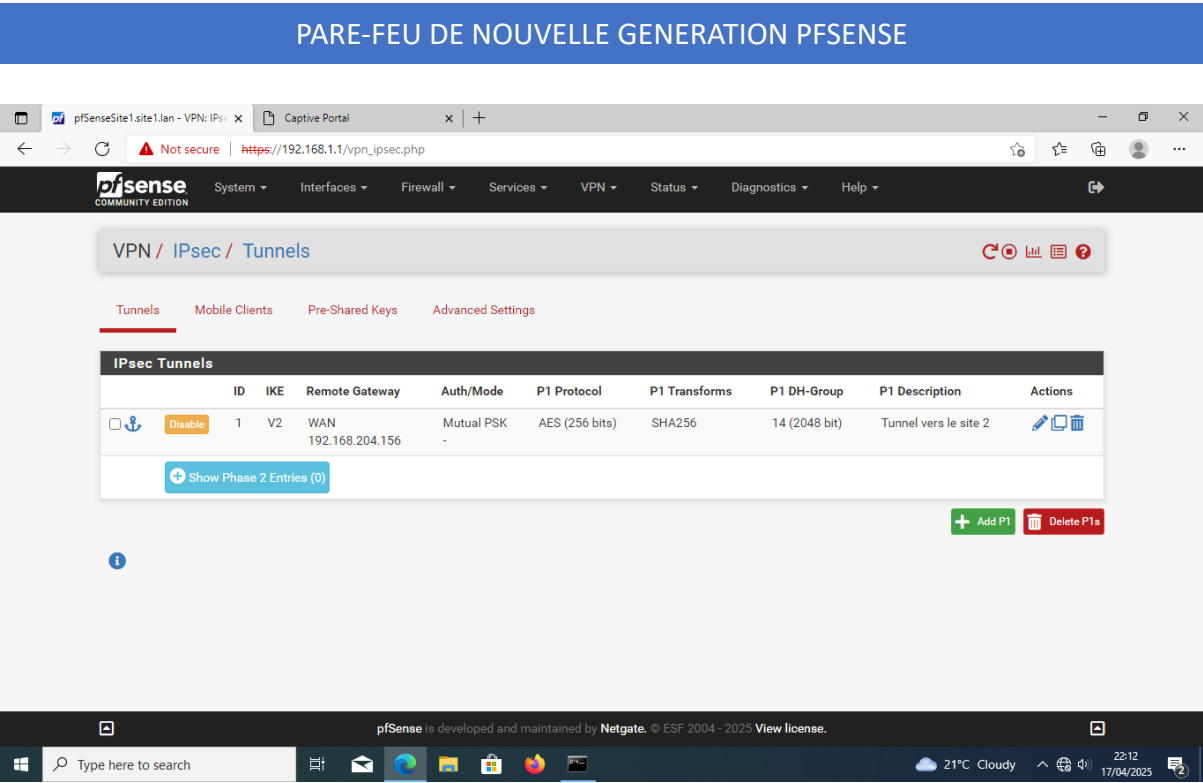 PARE-FEU DE NOUVELLE GENERATION PFSENSE
pfSenseSite1.site1.lan - VPN: IPse
Captive Portal
Not secure | https://192.168.1.1/vpn_ipsec.php
pfsense
COMMUNITY EDITION
System Interfaces Firewall Services VPN Status Diagnostics Help
VPN / IPsec / Tunnels
Tunnels Mobile Clients Pre-Shared Keys Advanced Settings
IPsec Tunnels
ID IKE Remote Gateway Auth/Mode P1 Protocol P1 Transforms P1 DH-Group P1 Description Actions
Disable 1 V2 WAN Mutual PSK AES (256 bits) SHA256 14 (2048 bit) Tunnel vers le site 2
192.168.204.156 -
Show Phase 2 Entries (0)
Add P1 Delete P1s
pfSense is developed and maintained by Netgate. © ESF 2004 - 2025 View license.
Type here to search
21°C Cloudy
22:12
17/04/2025
2